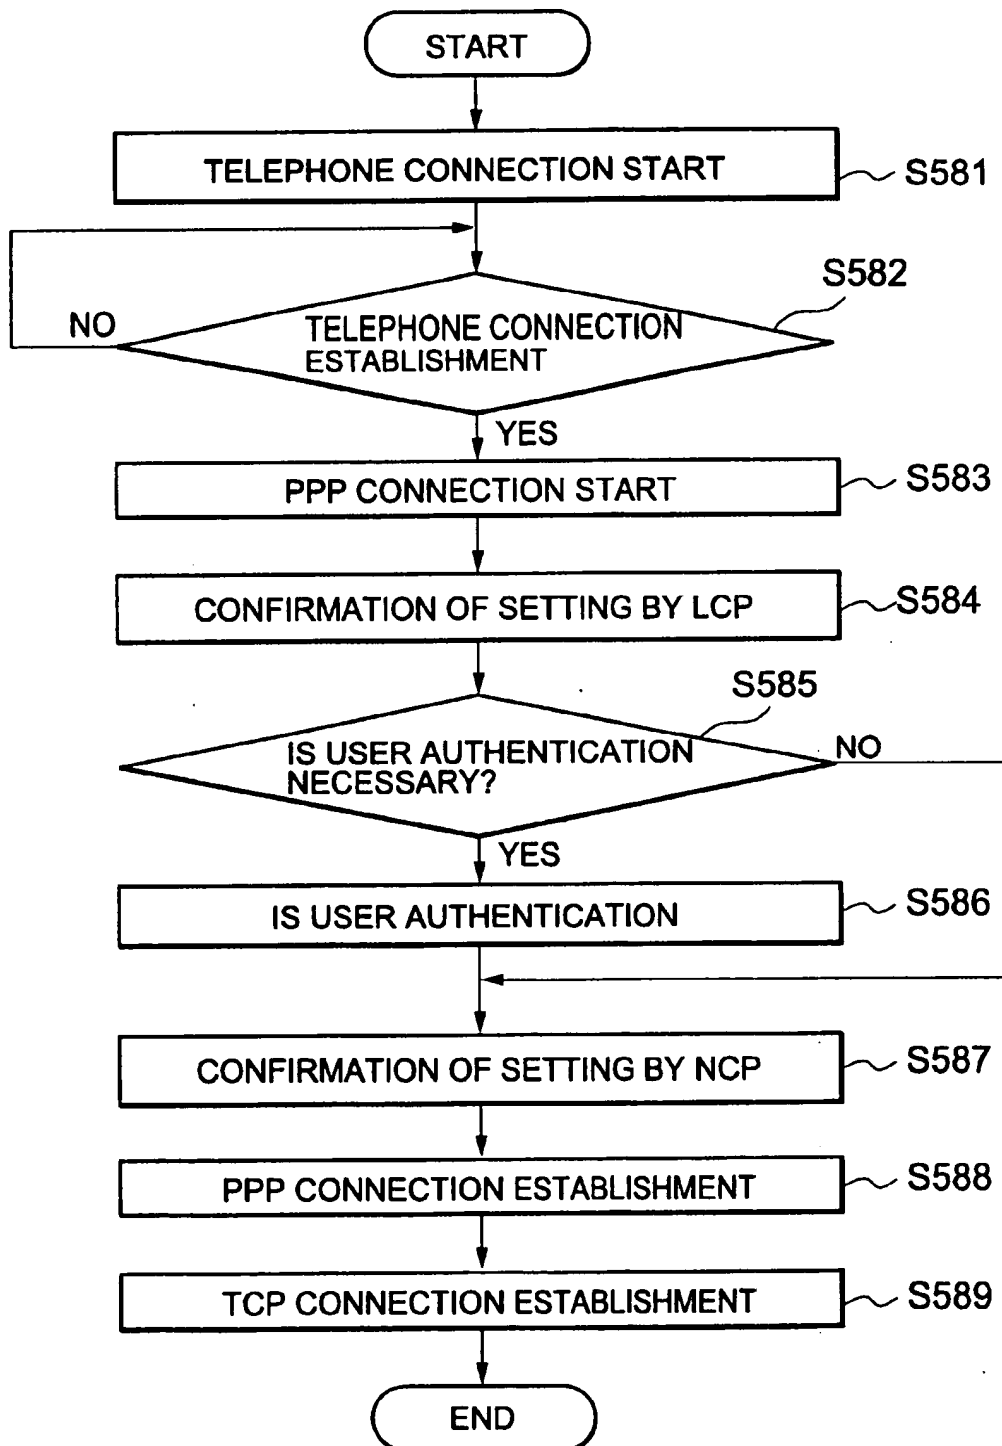 START
TELEPHONE CONNECTION START
S581
S582
NO
TELEPHONE CONNECTION
ESTABLISHMENT
YES
PPP CONNECTION START
S583
CONFIRMATION OF SETTING BY LCP
S584
S585
IS USER AUTHENTICATION
NECESSARY?
NO
YES
IS USER AUTHENTICATION
S586
CONFIRMATION OF SETTING BY NCP
S587
PPP CONNECTION ESTABLISHMENT
S588
TCP CONNECTION ESTABLISHMENT
S589
END